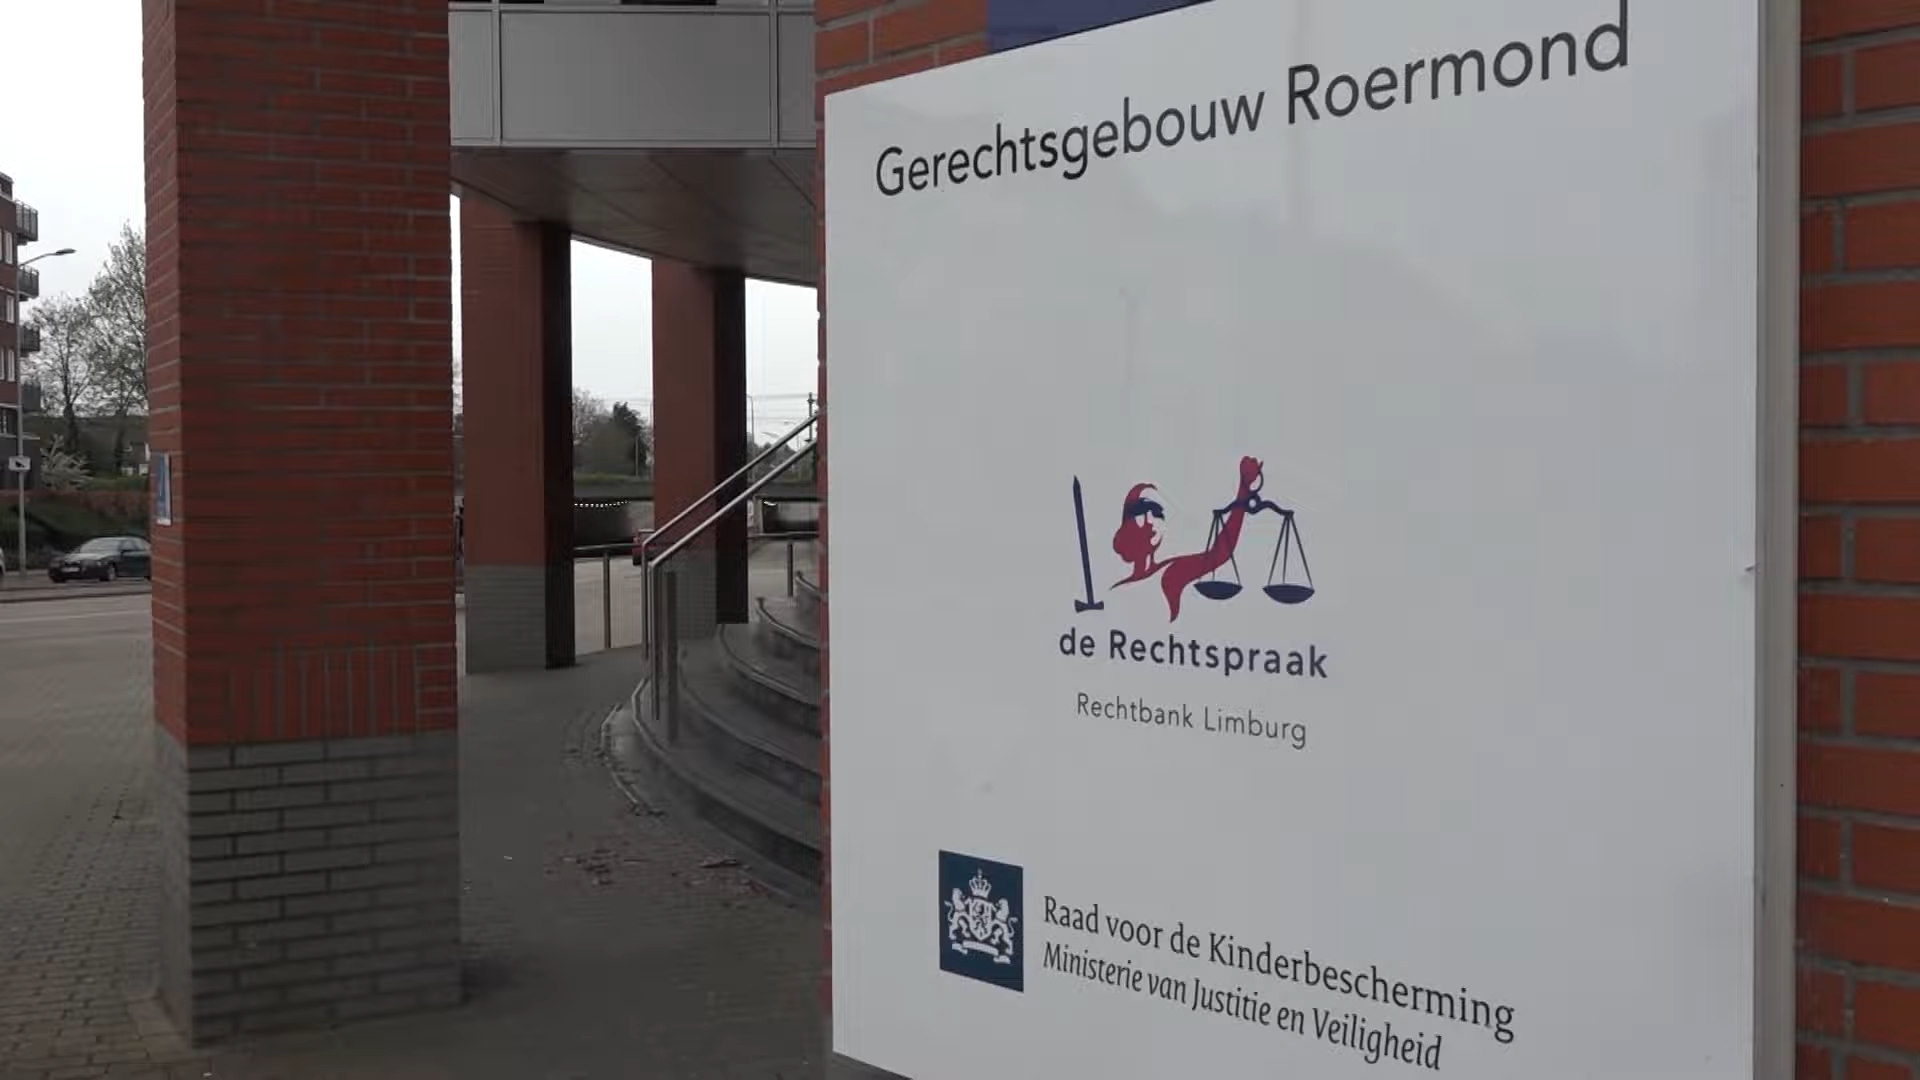 Gerechtsgebouw Roermond
de Rechtspraak
Rechtbank Limburg
Raad voor de Kinderbescherming
Ministerie van Justitie en Veiligheid